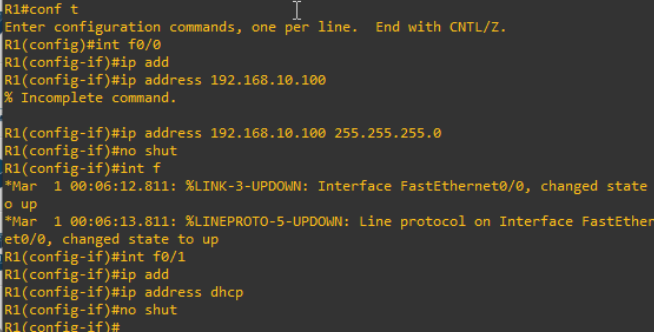 R1#conf t
Enter configuration commands, one per line.  End with CNTL/Z.
R1(config)#int f0/0
R1(config-if)#ip add
R1(config-if)#ip address 192.168.10.100
% Incomplete command.

R1(config-if)#ip address 192.168.10.100 255.255.255.0
R1(config-if)#no shut
R1(config-if)#int f
*Mar  1 00:06:12.811: %LINK-3-UPDOWN: Interface FastEthernet0/0, changed state
o up
*Mar  1 00:06:13.811: %LINEPROTO-5-UPDOWN: Line protocol on Interface FastEther
et0/0, changed state to up
R1(config-if)#int f0/1
R1(config-if)#ip add
R1(config-if)#ip address dhcp
R1(config-if)#no shut
R1(config-if)#